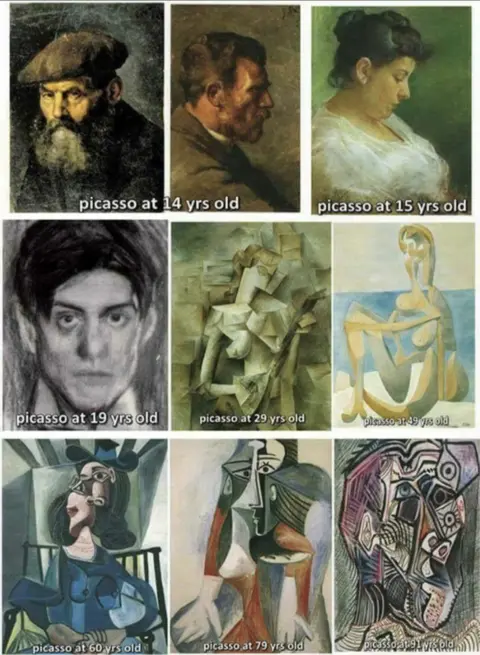 picasso at 14 yrs old
picasso at 15 yrs old
picasso at 19 yrs old
picasso at 29 yrs old
picasso at 49 yrs old
picasso at 60 yrs old
picasso at 79 yrs old
picasso at 91 yrs old